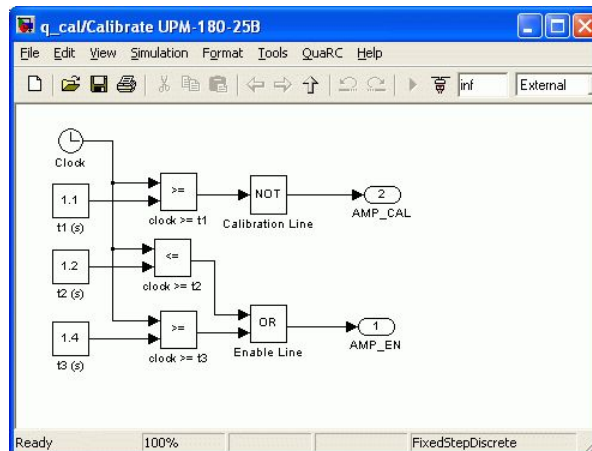 q_cal/Calibrate UPM-180-25B
File Edit View Simulation Format Tools QuaRC Help
inf External
Clock
1.1
t1 (s)
>=
clock >= t1
NOT
Calibration Line
2
AMP_CAL
1.2
t2 (s)
<=
clock >= t2
1.4
t3 (s)
>=
clock >= t3
OR
Enable Line
1
AMP_EN
Ready 100% FixedStepDiscrete